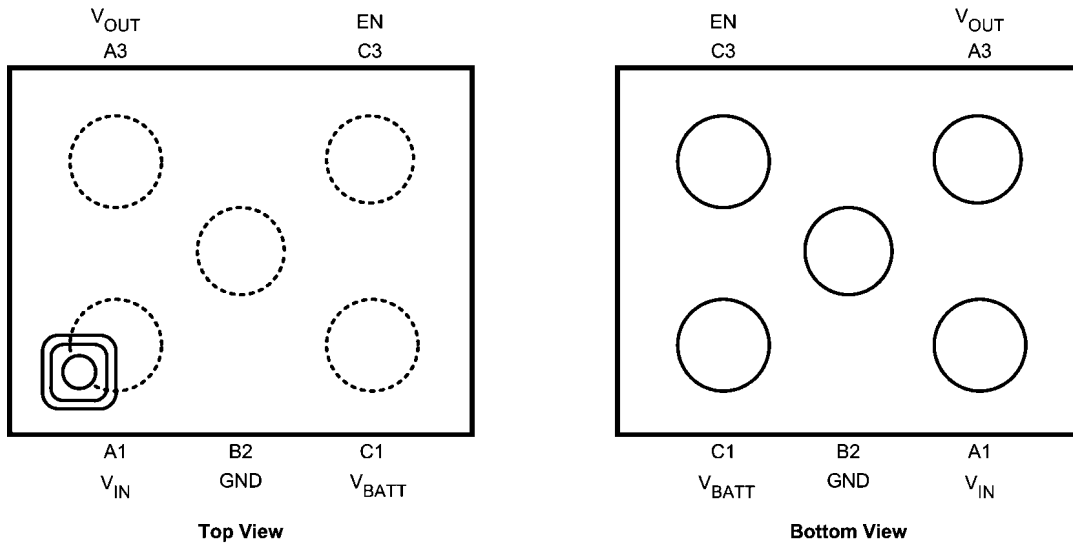 VOUT EN
A3 C3
EN VOUT
C3 A3
A1 B2 C1
VIN GND VBATT
Top View
C1 B2 A1
VBATT GND VIN
Bottom View